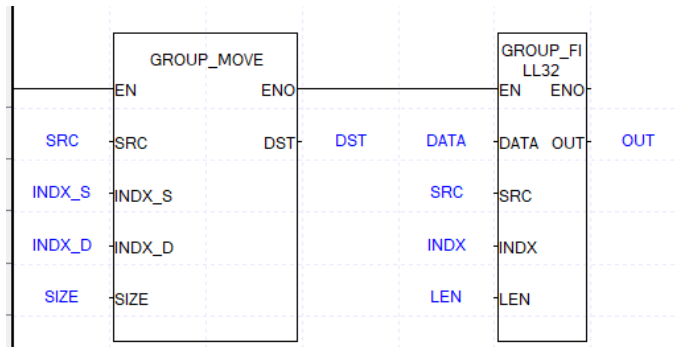 GROUP_MOVE
EN ENO
SRC SRC DST DST
INDX_S INDX_S
INDX_D INDX_D
SIZE SIZE
GROUP_FI
LL32
EN ENO
DATA DATA OUT OUT
SRC SRC
INDX INDX
LEN LEN